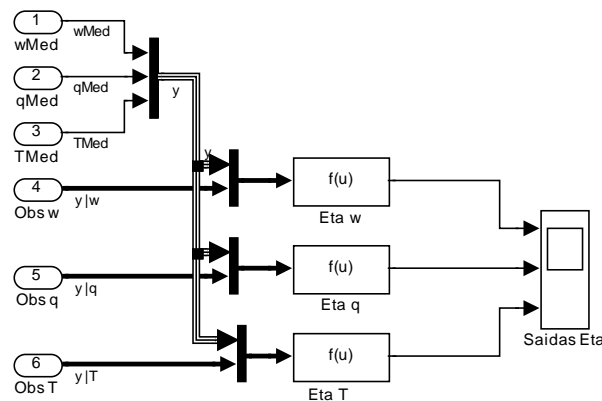 1
wMed
wMed
2
qMed
qMed
y
3
TMed
TMed
y
4
y|w
Obs w
f(u)
Eta w
5
y|q
Obs q
f(u)
Eta q
Saidas Eta
6
y|T
Obs T
f(u)
Eta T